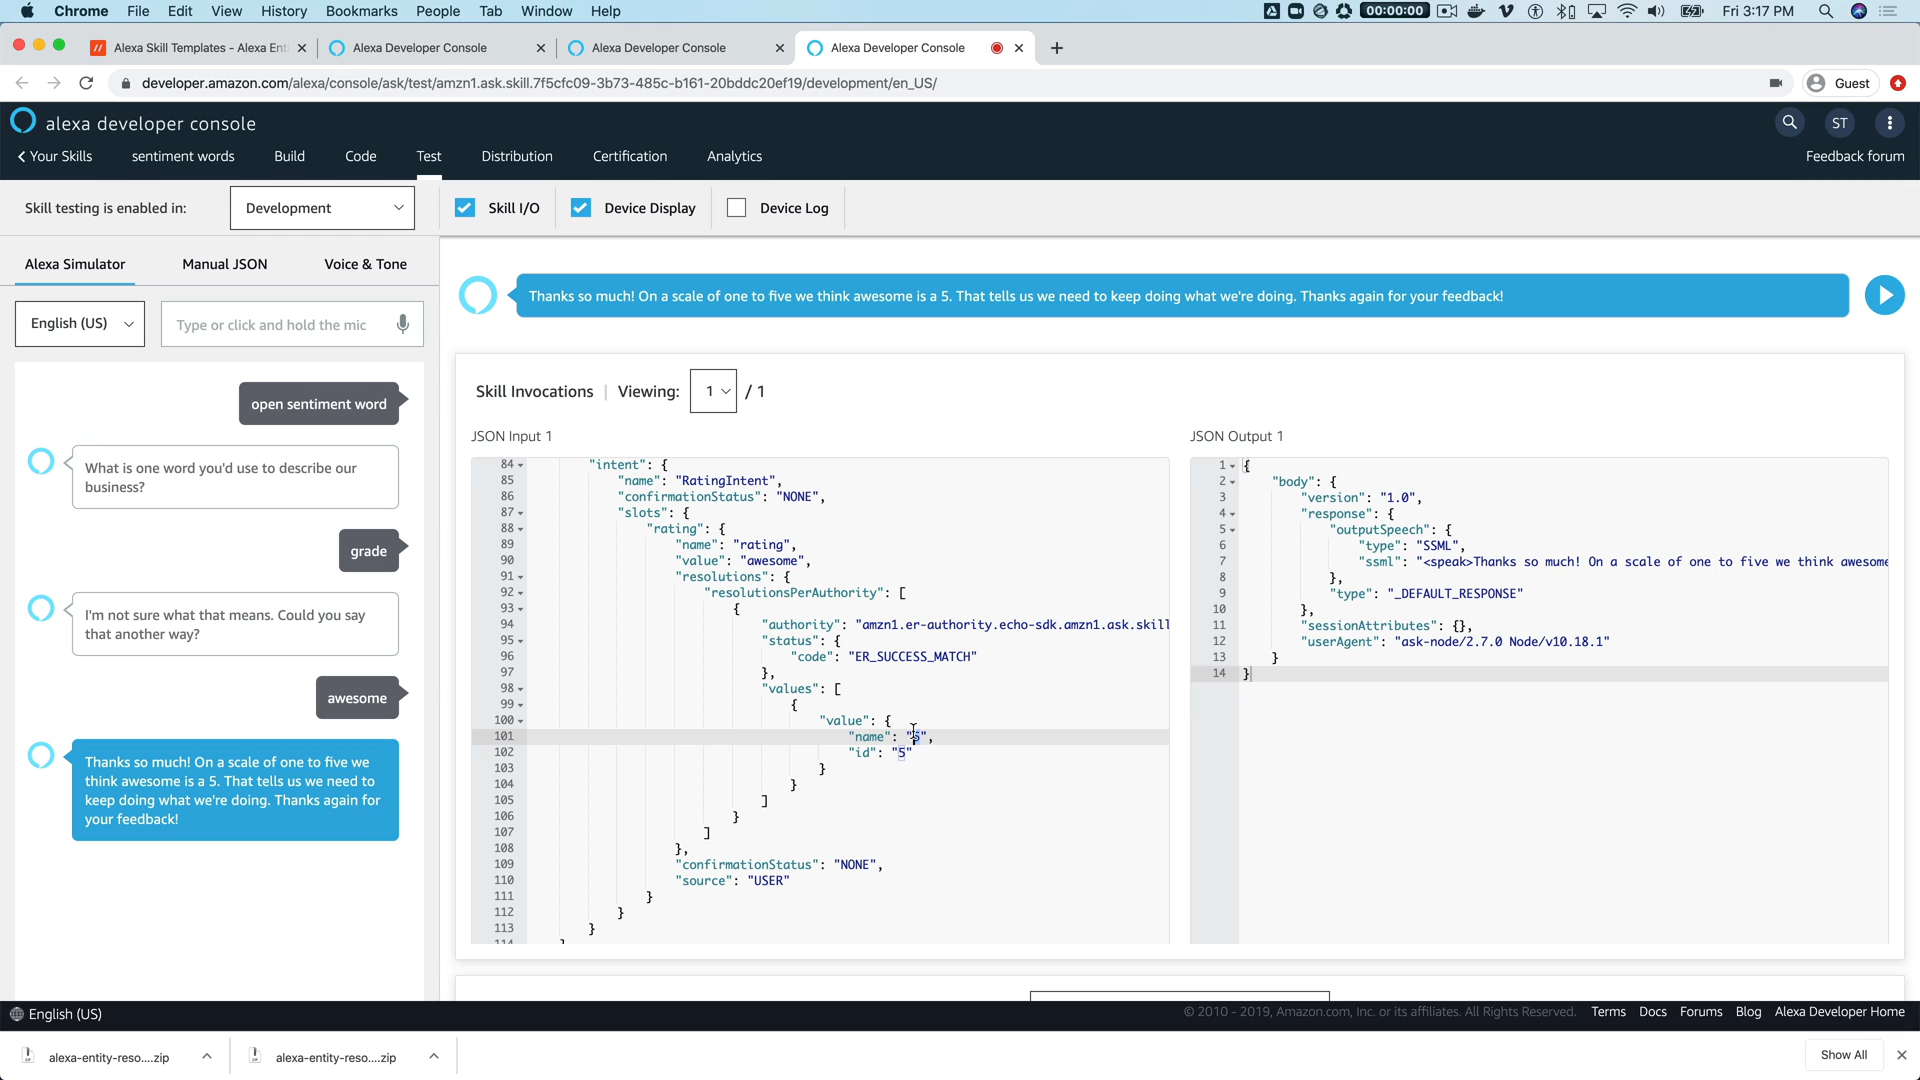 Chrome File Edit View History Bookmarks People Tab Window Help
00:00:00
Fri 3:17 PM
Alexa Skill Templates - Alexa Ent
Alexa Developer Console
Alexa Developer Console
Alexa Developer Console
developer.amazon.com/alexa/console/ask/test/amzn1.ask.skill.7f5cfc09-3b73-485c-b161-20bddc20ef19/development/en_US/
Guest
alexa developer console
ST
Your Skills
sentiment words
Build
Code
Test
Distribution
Certification
Analytics
Feedback forum
Skill testing is enabled in:
Development
Skill I/O
Device Display
Device Log
Alexa Simulator
Manual JSON
Voice & Tone
English (US)
Type or click and hold the mic
open sentiment word
What is one word you'd use to describe our
business?
grade
I'm not sure what that means. Could you say
that another way?
awesome
Thanks so much! On a scale of one to five we
think awesome is a 5. That tells us we need to
keep doing what we're doing. Thanks again for
your feedback!
Thanks so much! On a scale of one to five we think awesome is a 5. That tells us we need to keep doing what we're doing. Thanks again for your feedback!
Skill Invocations | Viewing: 1 / 1
JSON Input 1
84 "intent": {
85 "name": "RatingIntent",
86 "confirmationStatus": "NONE",
87 "slots": {
88 "rating": {
89 "name": "rating",
90 "value": "awesome",
91 "resolutions": {
92 "resolutionsPerAuthority": [
93 {
94 "authority": "amzn1.er-authority.echo-sdk.amzn1.ask.skill
95 "status": {
96 "code": "ER_SUCCESS_MATCH"
97 },
98 "values": [
99 {
100 "value": {
101 "name": "5",
102 "id": "5"
103 }
104 }
105 ]
106 }
107 ]
108 },
109 "confirmationStatus": "NONE",
110 "source": "USER"
111 }
112 }
113 }
114 }
JSON Output 1
1 {
2 "body": {
3 "version": "1.0",
4 "response": {
5 "outputSpeech": {
6 "type": "SSML",
7 "ssml": "<speak>Thanks so much! On a scale of one to five we think awesome
8 },
9 "type": "_DEFAULT_RESPONSE"
10 },
11 "sessionAttributes": {},
12 "userAgent": "ask-node/2.7.0 Node/v10.18.1"
13 }
14 }
English (US)
© 2010 - 2019, Amazon.com, Inc. or its affiliates. All Rights Reserved.
Terms Docs Forums Blog Alexa Developer Home
alexa-entity-reso....zip
alexa-entity-reso....zip
Show All